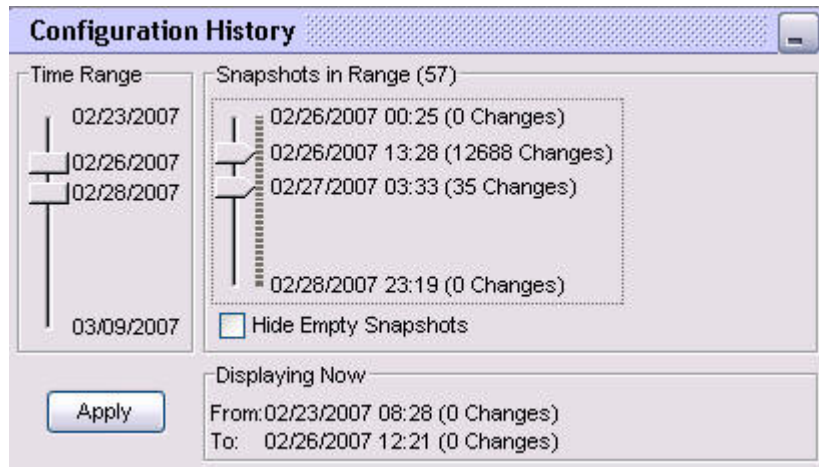 Configuration History
Time Range
02/23/2007
02/26/2007
02/28/2007
03/09/2007
Snapshots in Range (57)
02/26/2007 00:25 (0 Changes)
02/26/2007 13:28 (12688 Changes)
02/27/2007 03:33 (35 Changes)
02/28/2007 23:19 (0 Changes)
Hide Empty Snapshots
Apply
Displaying Now
From:02/23/2007 08:28 (0 Changes)
To: 02/26/2007 12:21 (0 Changes)